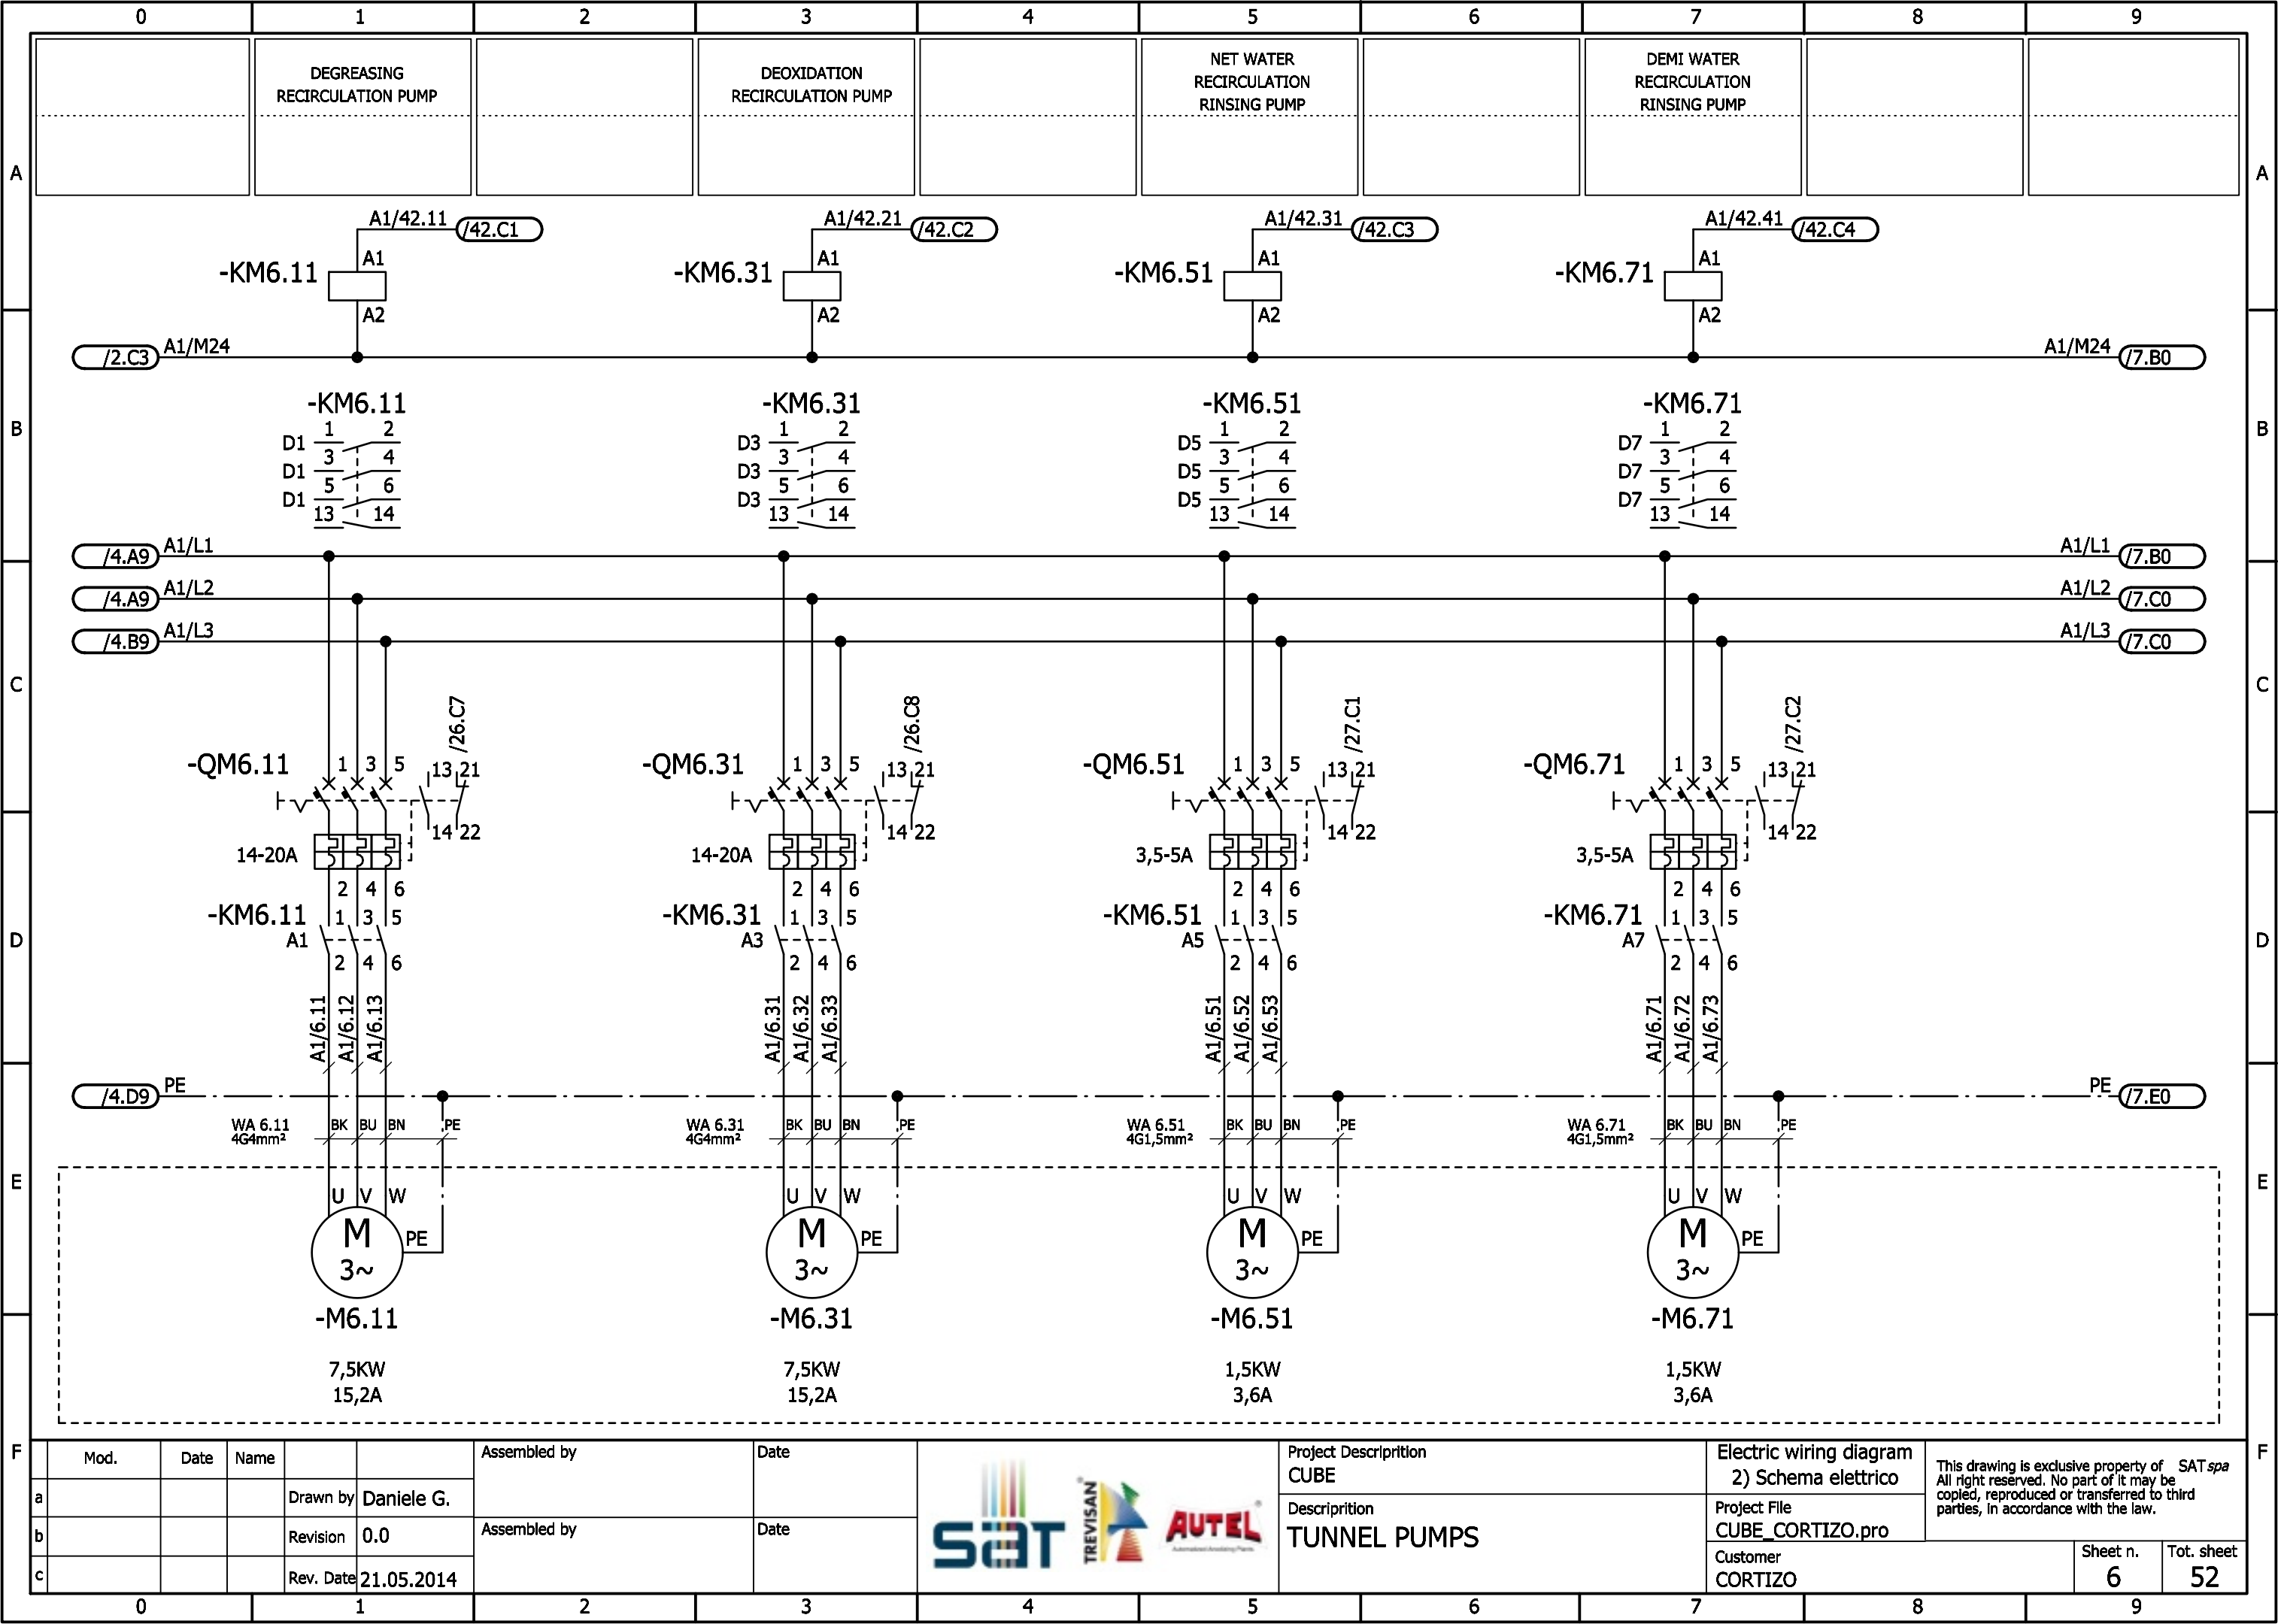 0 1 2 3 4 5 6 7 8 9
DEGREASING
RECIRCULATION PUMP
DEOXIDATION
RECIRCULATION PUMP
NET WATER
RECIRCULATION
RINSING PUMP
DEMI WATER
RECIRCULATION
RINSING PUMP
A A
A1/42.11 /42.C1 A1/42.21 /42.C2 A1/42.31 /42.C3 A1/42.41 /42.C4
A1 A1 A1 A1
-KM6.11 -KM6.31 -KM6.51 -KM6.71
A2 A2 A2 A2
/2.C3 A1/M24 A1/M24 /7.B0
-KM6.11 -KM6.31 -KM6.51 -KM6.71
B B
1 2 1 2 1 2 1 2
D1 D3 D5 D7
3 4 3 4 3 4 3 4
D1 D3 D5 D7
5 6 5 6 5 6 5 6
D1 D3 D5 D7
13 14 13 14 13 14 13 14
/4.A9 A1/L1 A1/L1 /7.B0
/4.A9 A1/L2 A1/L2 /7.C0
/4.B9 A1/L3 A1/L3 /7.C0
C C
/26.C7 /26.C8 /27.C1 /27.C2
-QM6.11 1 3 5 13 21 -QM6.31 1 3 5 13 21 -QM6.51 1 3 5 13 21 -QM6.71 1 3 5 13 21
14 22 14 22 14 22 14 22
14-20A 14-20A 3,5-5A 3,5-5A
2 4 6 2 4 6 2 4 6 2 4 6
-KM6.11 1 3 5 -KM6.31 1 3 5 -KM6.51 1 3 5 -KM6.71 1 3 5
D A1 A3 A5 A7 D
2 4 6 2 4 6 2 4 6 2 4 6
A1/6.11 A1/6.12 A1/6.13 A1/6.31 A1/6.32 A1/6.33 A1/6.51 A1/6.52 A1/6.53 A1/6.71 A1/6.72 A1/6.73
/4.D9 PE PE /7.E0
WA 6.11 BK BU BN PE WA 6.31 BK BU BN PE WA 6.51 BK BU BN PE WA 6.71 BK BU BN PE
4G4mm² 4G4mm² 4G1,5mm² 4G1,5mm²
E E
U V W U V W U V W U V W
M PE M PE M PE M PE
3~ 3~ 3~ 3~
-M6.11 -M6.31 -M6.51 -M6.71
7,5KW 7,5KW 1,5KW 1,5KW
15,2A 15,2A 3,6A 3,6A
F F
Mod. Date Name
a Drawn by Daniele G.
b Revision 0.0
c Rev. Date 21.05.2014
Assembled by Date
Assembled by Date
SAT
TREVISAN
AUTEL
Project Descriprition
CUBE
Descriprition
TUNNEL PUMPS
Electric wiring diagram
2) Schema elettrico
Project File
CUBE_CORTIZO.pro
Customer
CORTIZO
This drawing is exclusive property of SAT spa
All right reserved. No part of it may be
copied, reproduced or transferred to third
parties, in accordance with the law.
Sheet n. Tot. sheet
6 52
0 1 2 3 4 5 6 7 8 9